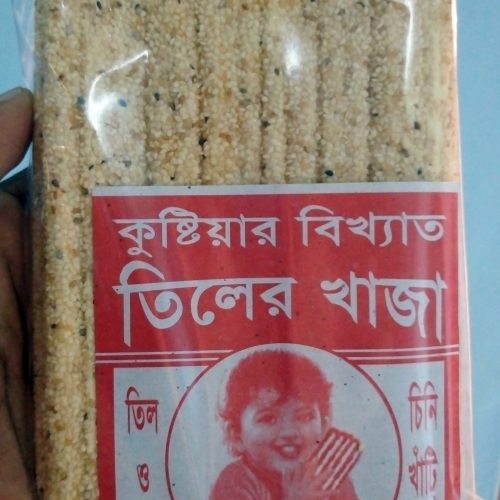 কুষ্টিয়ার বিখ্যাত
তিলের খাজা
তিল
ও
চিনি
খাঁটি